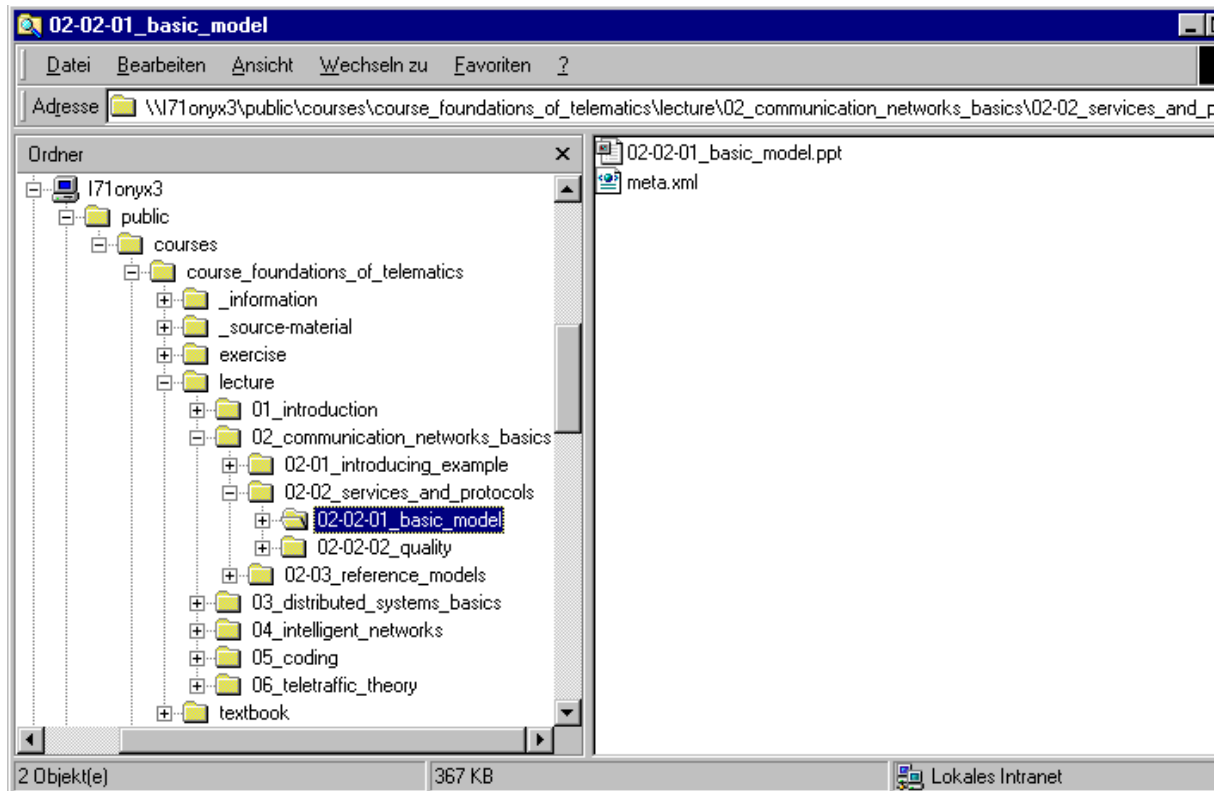 02-02-01_basic_model
Datei Bearbeiten Ansicht Wechseln zu Favoriten ?
Adresse \\I71onyx3\public\courses\course_foundations_of_telematics\lecture\02_communication_networks_basics\02-02_services_and_p
Ordner
I71onyx3
public
courses
course_foundations_of_telematics
_information
_source-material
exercise
lecture
01_introduction
02_communication_networks_basics
02-01_introducing_example
02-02_services_and_protocols
02-02-01_basic_model
02-02-02_quality
02-03_reference_models
03_distributed_systems_basics
04_intelligent_networks
05_coding
06_teletraffic_theory
textbook
02-02-01_basic_model.ppt
meta.xml
2 Objekt(e) 367 KB Lokales Intranet